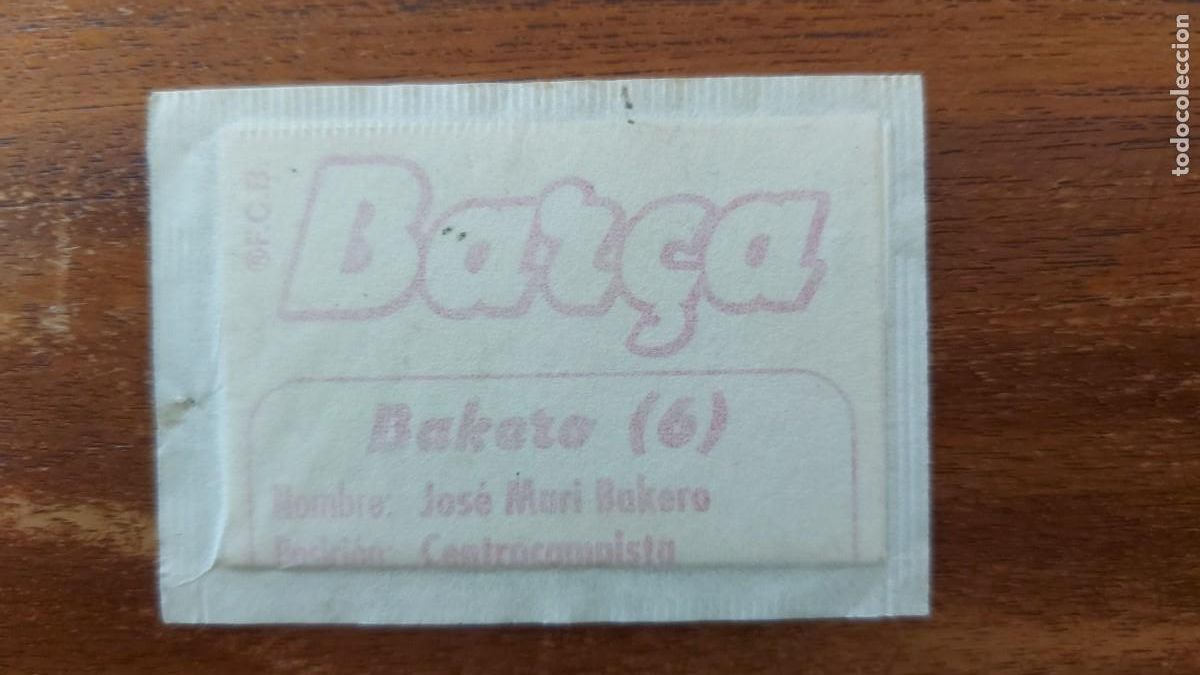 ©F.C.B.
Barça
Bakero (6)
Nombre: José Mari Bakero
Posición: Centrocampista
todocoleccion